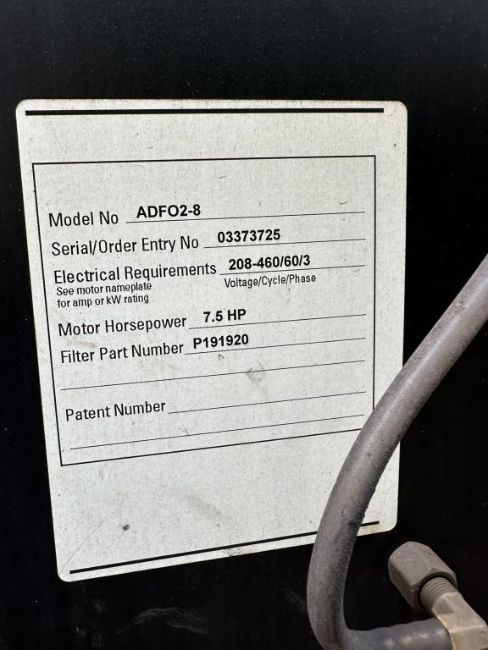 Model No ADFO2-8
Serial/Order Entry No 03373725
Electrical Requirements 208-460/60/3
See motor nameplate Voltage/Cycle/Phase
for amp or kW rating
Motor Horsepower 7.5 HP
Filter Part Number P191920
Patent Number